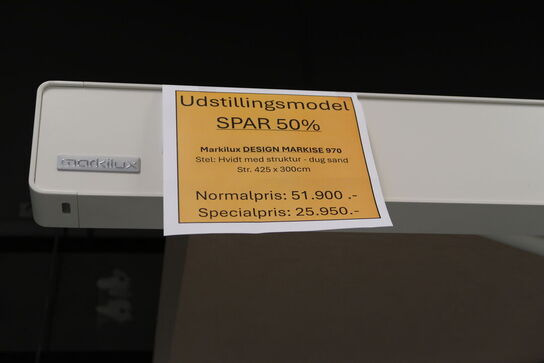 Udstillingsmodel
SPAR 50%
Markilux DESIGN MARKISE 970
Stel: Hvidt med struktur - dug sand
Str. 425 x 300cm
Normalpris: 51.900 .-
Specialpris: 25.950.-
markilux